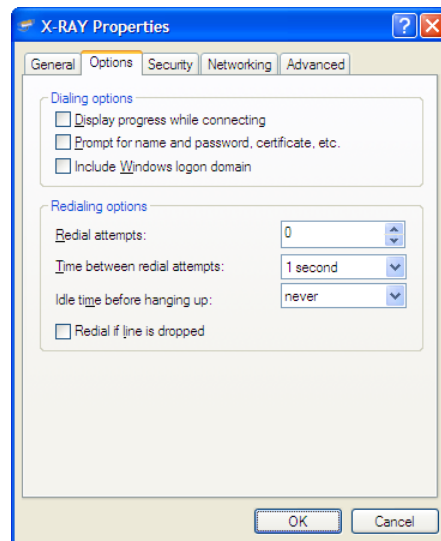 X-RAY Properties
General Options Security Networking Advanced
Dialing options
Display progress while connecting
Prompt for name and password, certificate, etc.
Include Windows logon domain
Redialing options
Redial attempts: 0
Time between redial attempts: 1 second
Idle time before hanging up: never
Redial if line is dropped
OK Cancel